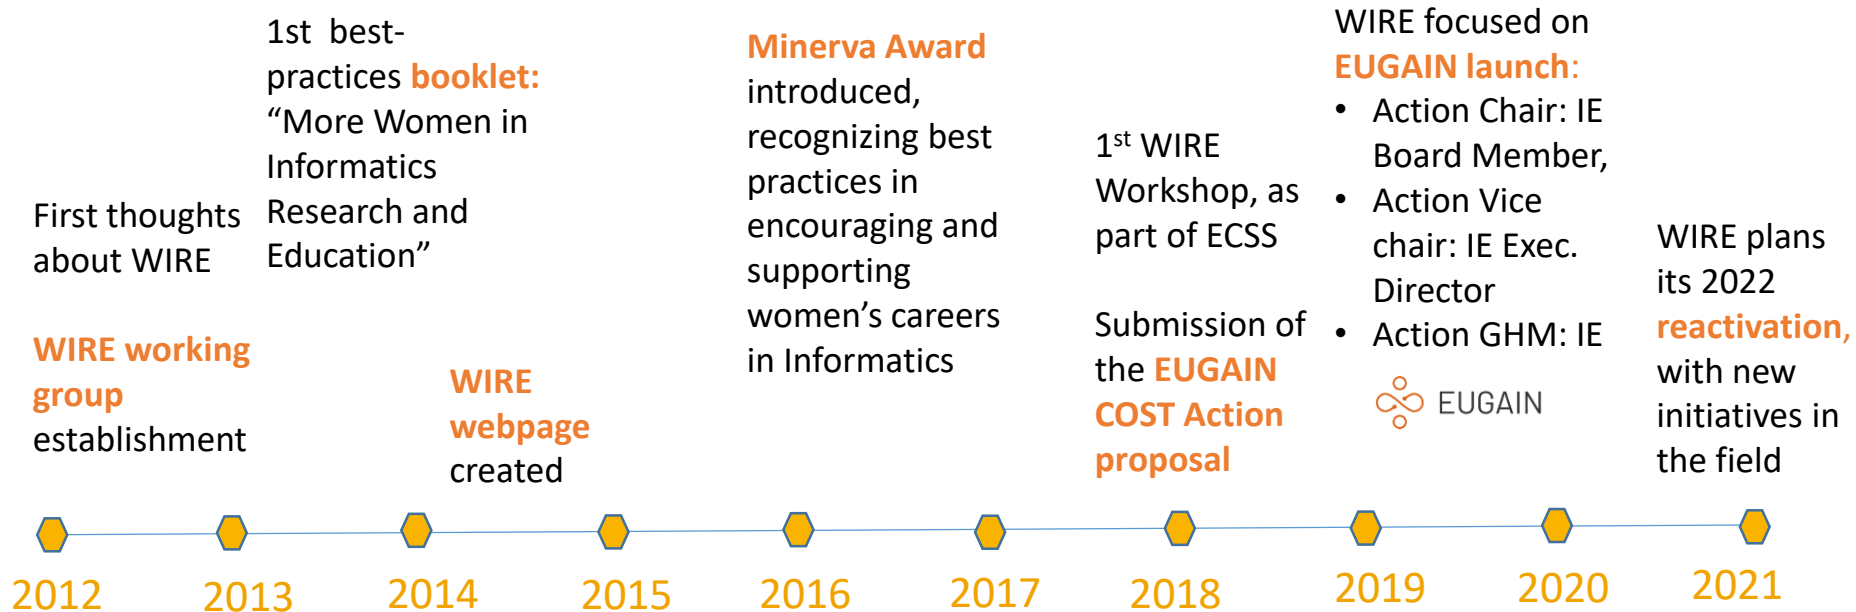 First thoughts
about WIRE
WIRE working
group
establishment
1st best-
practices booklet:
“More Women in
Informatics
Research and
Education”
WIRE
webpage
created
Minerva Award
introduced,
recognizing best
practices in
encouraging and
supporting
women’s careers
in Informatics
1st WIRE
Workshop, as
part of ECSS
Submission of
the EUGAIN
COST Action
proposal
WIRE focused on
EUGAIN launch:
• Action Chair: IE
Board Member,
• Action Vice
chair: IE Exec.
Director
• Action GHM: IE
EUGAIN
WIRE plans
its 2022
reactivation,
with new
initiatives in
the field
2012
2013
2014
2015
2016
2017
2018
2019
2020
2021